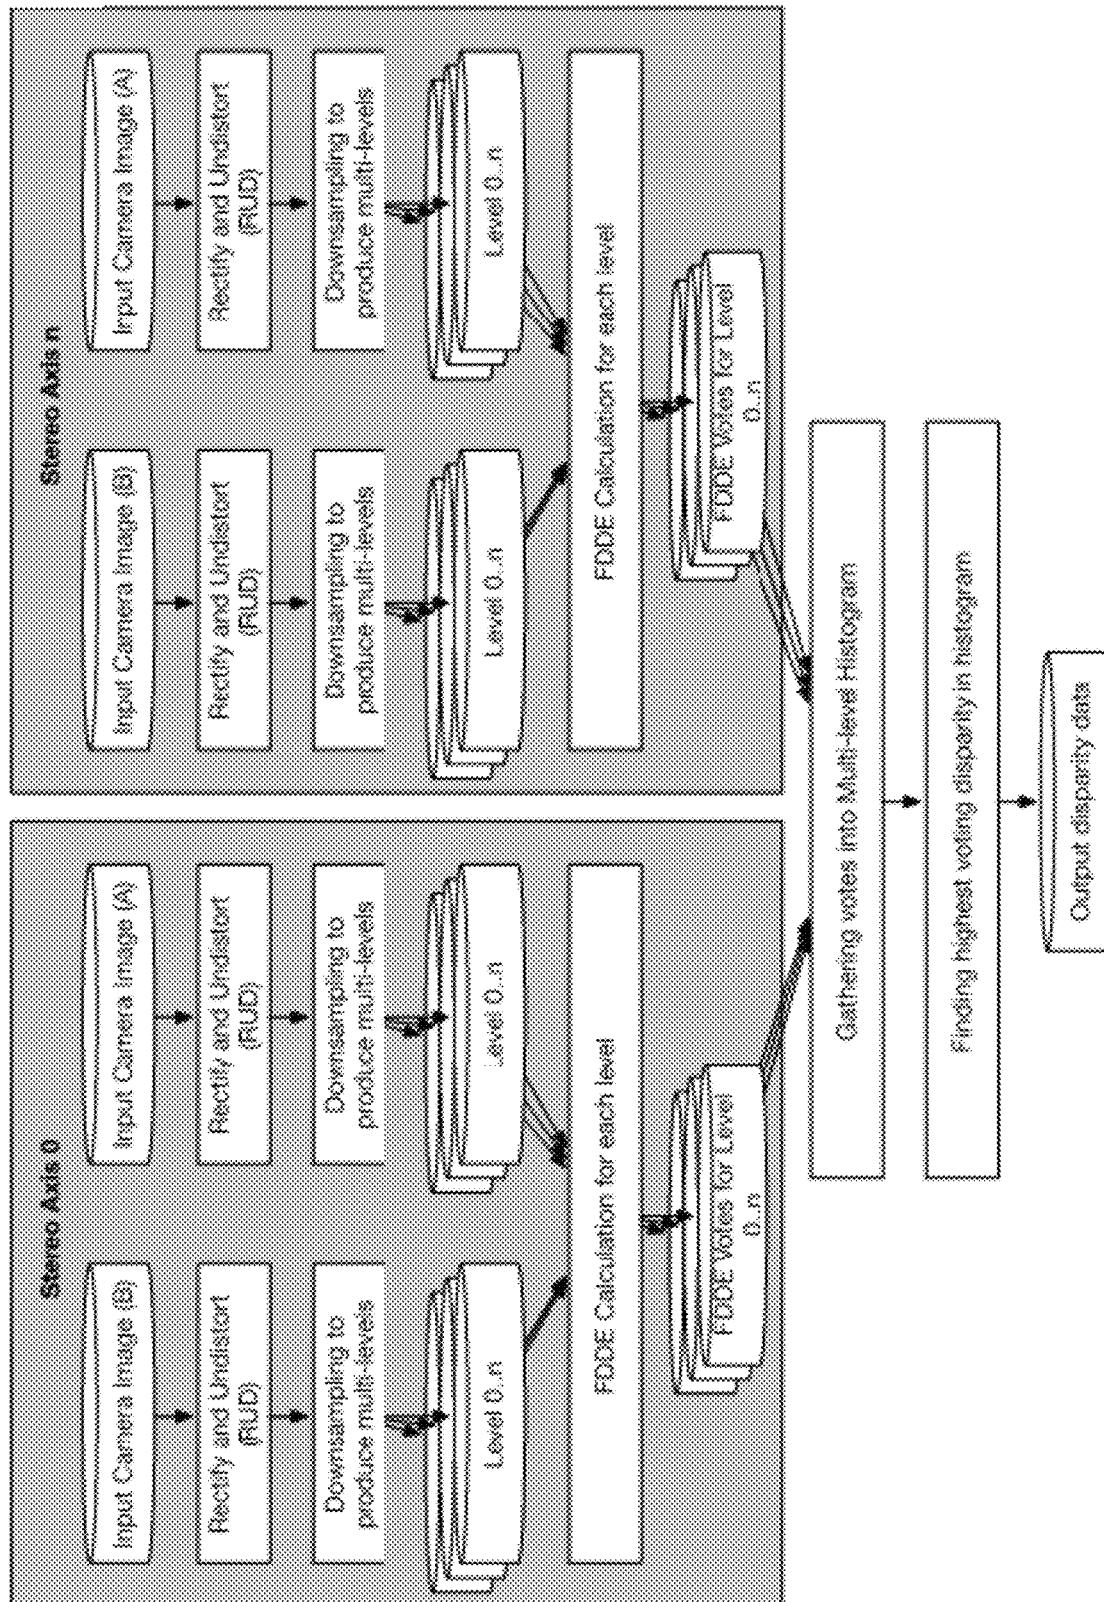 Stereo Axis 0
Input Camera Image (B)
Input Camera Image (A)
Rectify and Undistort
(RUD)
Rectify and Undistort
(RUD)
Downsampling to
produce multi-levels
Downsampling to
produce multi-levels
Level 0..n
Level 0..n
FDDE Calculation for each level
FDDE Votes for Level
0..n
Stereo Axis n
Input Camera Image (B)
Input Camera Image (A)
Rectify and Undistort
(RUD)
Rectify and Undistort
(RUD)
Downsampling to
produce multi-levels
Downsampling to
produce multi-levels
Level 0..n
Level 0..n
FDDE Calculation for each level
FDDE Votes for Level
0..n
Gathering votes into Multi-level Histogram
Finding highest voting disparity in histogram
Output disparity data